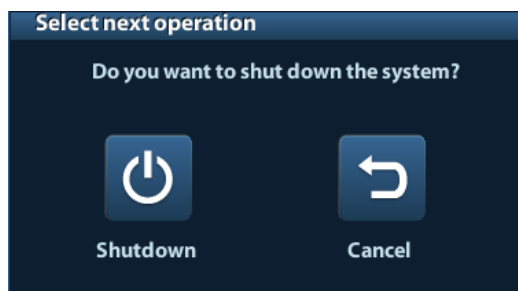 Select next operation
Do you want to shut down the system?
Shutdown
Cancel